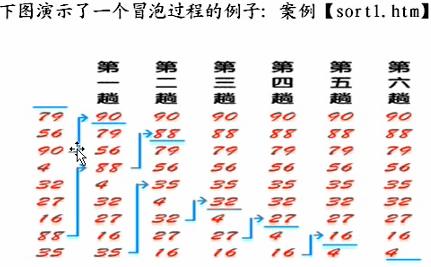 下图演示了一个冒泡过程的例子：案例【sort1.htm】
第一趟 第二趟 第三趟 第四趟 第五趟 第六趟
79 90 90 90 90 90 90
56 79 88 88 88 88 88
90 56 79 79 79 79 79
4 88 56 56 56 56 56
32 4 35 35 35 35 35
27 32 4 32 32 32 32
16 27 32 4 27 27 27
88 16 27 27 4 16 16
35 35 16 16 16 4 4